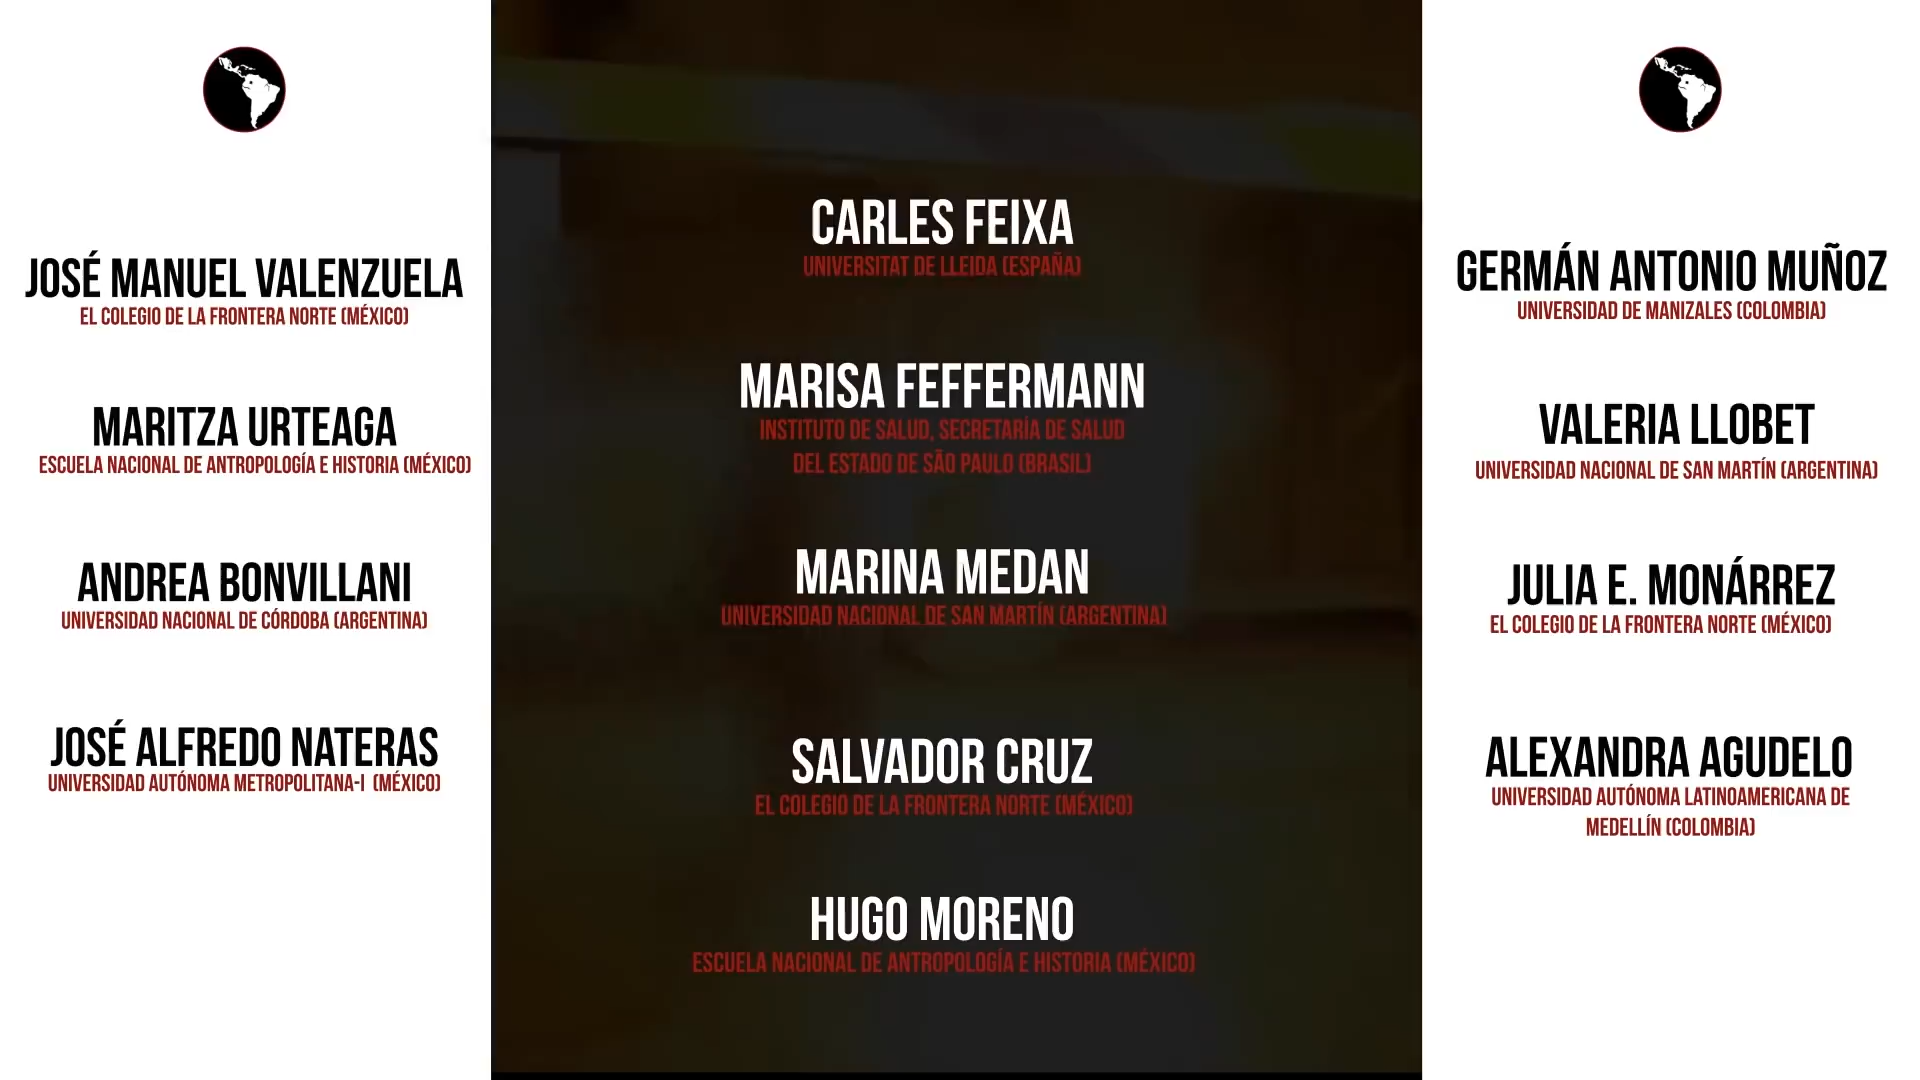 JOSÉ MANUEL VALENZUELA
EL COLEGIO DE LA FRONTERA NORTE (MÉXICO)
MARITZA URTEAGA
ESCUELA NACIONAL DE ANTROPOLOGÍA E HISTORIA (MÉXICO)
ANDREA BONVILLANI
UNIVERSIDAD NACIONAL DE CÓRDOBA (ARGENTINA)
JOSÉ ALFREDO NATERAS
UNIVERSIDAD AUTÓNOMA METROPOLITANA-I (MÉXICO)
CARLES FEIXA
UNIVERSITAT DE LLEIDA (ESPAÑA)
MARISA FEFFERMANN
INSTITUTO DE SALUD, SECRETARÍA DE SALUD
DEL ESTADO DE SÃO PAULO (BRASIL)
MARINA MEDAN
UNIVERSIDAD NACIONAL DE SAN MARTÍN (ARGENTINA)
SALVADOR CRUZ
EL COLEGIO DE LA FRONTERA NORTE (MÉXICO)
HUGO MORENO
ESCUELA NACIONAL DE ANTROPOLOGÍA E HISTORIA (MÉXICO)
GERMÁN ANTONIO MUÑOZ
UNIVERSIDAD DE MANIZALES (COLOMBIA)
VALERIA LLOBET
UNIVERSIDAD NACIONAL DE SAN MARTÍN (ARGENTINA)
JULIA E. MONÁRREZ
EL COLEGIO DE LA FRONTERA NORTE (MÉXICO)
ALEXANDRA AGUDELO
UNIVERSIDAD AUTÓNOMA LATINOAMERICANA DE
MEDELLÍN (COLOMBIA)